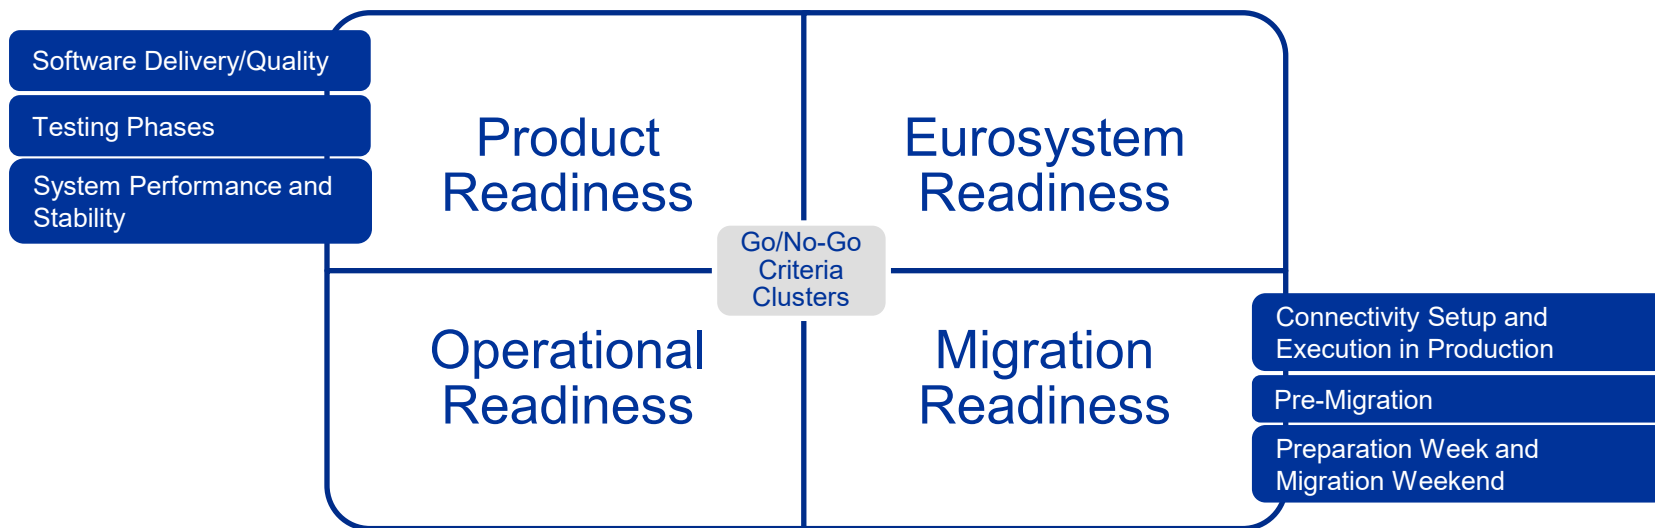 Software Delivery/Quality
Testing Phases
System Performance and
Stability
Product
Readiness
Eurosystem
Readiness
Go/No-Go
Criteria
Clusters
Operational
Readiness
Migration
Readiness
Connectivity Setup and
Execution in Production
Pre-Migration
Preparation Week and
Migration Weekend